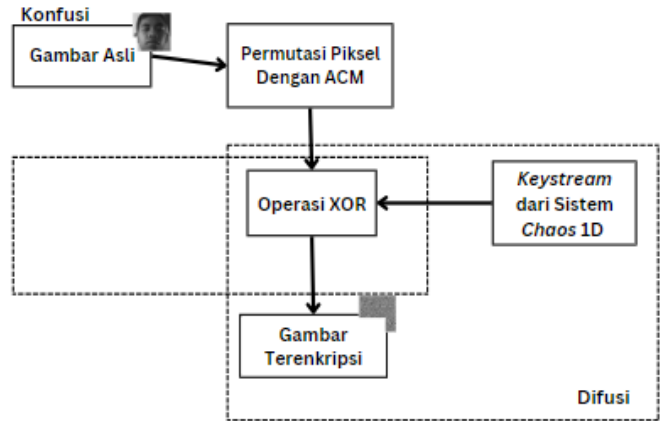 Konfusi
Gambar Asli
Permutasi Piksel
Dengan ACM
Operasi XOR
Keystream
dari Sistem
Chaos 1D
Gambar
Terenkripsi
Difusi